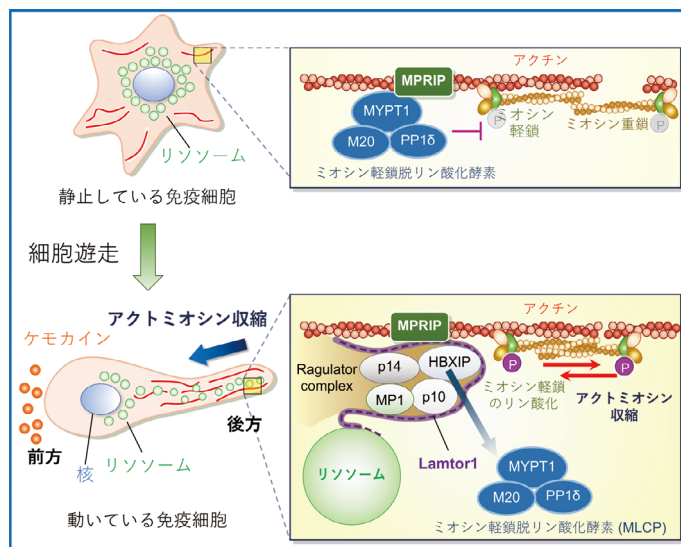 MPRIP
アクチン
MYPT1
M20
PP1δ
P
ミオシン
軽鎖
ミオシン重鎖
P
ミオシン軽鎖脱リン酸化酵素
リソソーム
静止している免疫細胞
細胞遊走
ケモカイン
アクトミオシン収縮
前方
核
リソソーム
後方
動いている免疫細胞
アクチン
MPRIP
Ragulator
complex
p14
HBXIP
MP1
p10
P
P
ミオシン軽鎖
のリン酸化
アクトミオシン
収縮
リソソーム
Lamtor1
MYPT1
M20
PP1δ
ミオシン軽鎖脱リン酸化酵素 (MLCP)